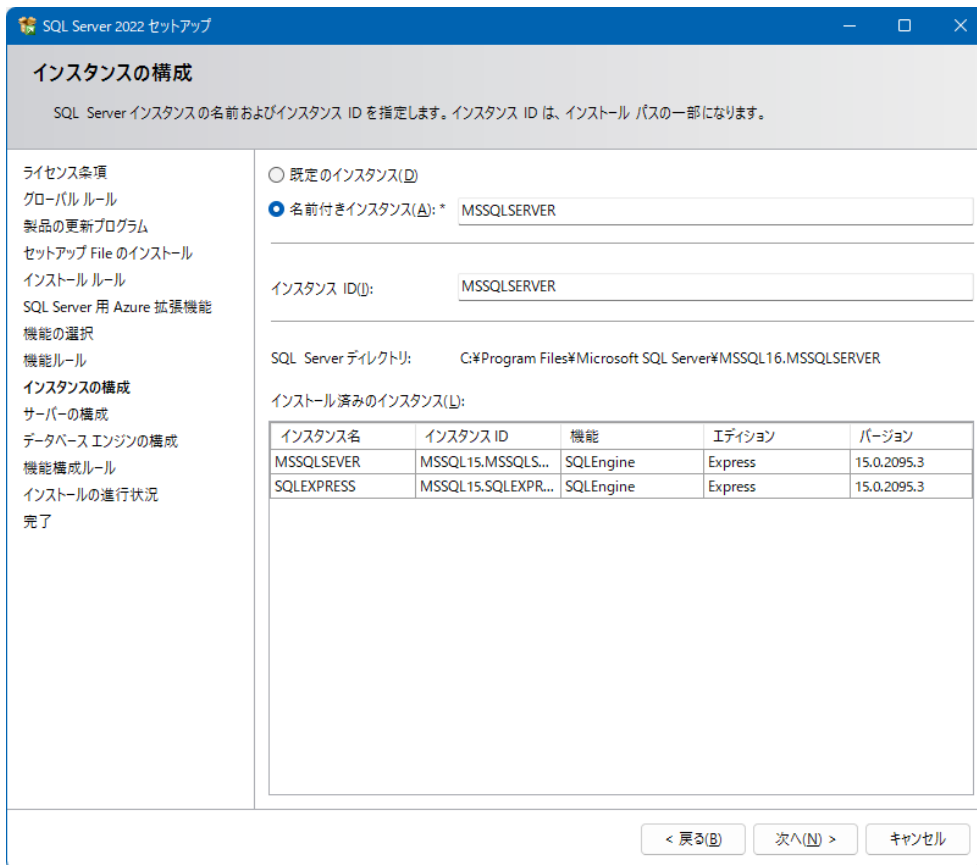 SQL Server 2022 セットアップ
インスタンスの構成
SQL Server インスタンスの名前およびインスタンス ID を指定します。インスタンス ID は、インストール パスの一部になります。
ライセンス条項
グローバル ルール
製品の更新プログラム
セットアップ File のインストール
インストール ルール
SQL Server 用 Azure 拡張機能
機能の選択
機能ルール
インスタンスの構成
サーバーの構成
データベース エンジンの構成
機能構成ルール
インストールの進行状況
完了
既定のインスタンス(D)
名前付きインスタンス(A): * MSSQLSERVER
インスタンス ID(I): MSSQLSERVER
SQL Server ディレクトリ: C:¥Program Files¥Microsoft SQL Server¥MSSQL16.MSSQLSERVER
インストール済みのインスタンス(L):
インスタンス名 インスタンス ID 機能 エディション バージョン
MSSQLSEVER MSSQL15.MSSQLS... SQLEngine Express 15.0.2095.3
SQLEXPRESS MSSQL15.SQLEXPR... SQLEngine Express 15.0.2095.3
< 戻る(B) 次へ(N) > キャンセル